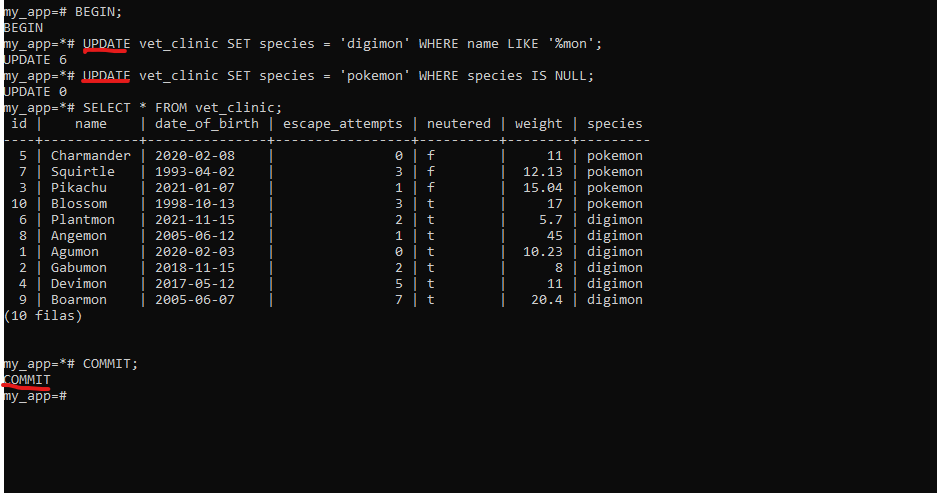 my_app=# BEGIN;
BEGIN
my_app=*# UPDATE vet_clinic SET species = 'digimon' WHERE name LIKE '%mon';
UPDATE 6
my_app=*# UPDATE vet_clinic SET species = 'pokemon' WHERE species IS NULL;
UPDATE 0
my_app=*# SELECT * FROM vet_clinic;
 id |    name    | date_of_birth | escape_attempts | neutered | weight | species
----+------------+---------------+-----------------+----------+--------+---------
  5 | Charmander | 2020-02-08    |               0 | f        |     11 | pokemon
  7 | Squirtle   | 1993-04-02    |               3 | f        |  12.13 | pokemon
  3 | Pikachu    | 2021-01-07    |               1 | f        |  15.04 | pokemon
 10 | Blossom    | 1998-10-13    |               3 | t        |     17 | pokemon
  6 | Plantmon   | 2021-11-15    |               2 | t        |    5.7 | digimon
  8 | Angemon    | 2005-06-12    |               1 | t        |     45 | digimon
  1 | Agumon     | 2020-02-03    |               0 | t        |  10.23 | digimon
  2 | Gabumon    | 2018-11-15    |               2 | t        |      8 | digimon
  4 | Devimon    | 2017-05-12    |               5 | t        |     11 | digimon
  9 | Boarmon    | 2005-06-07    |               7 | t        |   20.4 | digimon
(10 filas)
my_app=*# COMMIT;
COMMIT
my_app=#